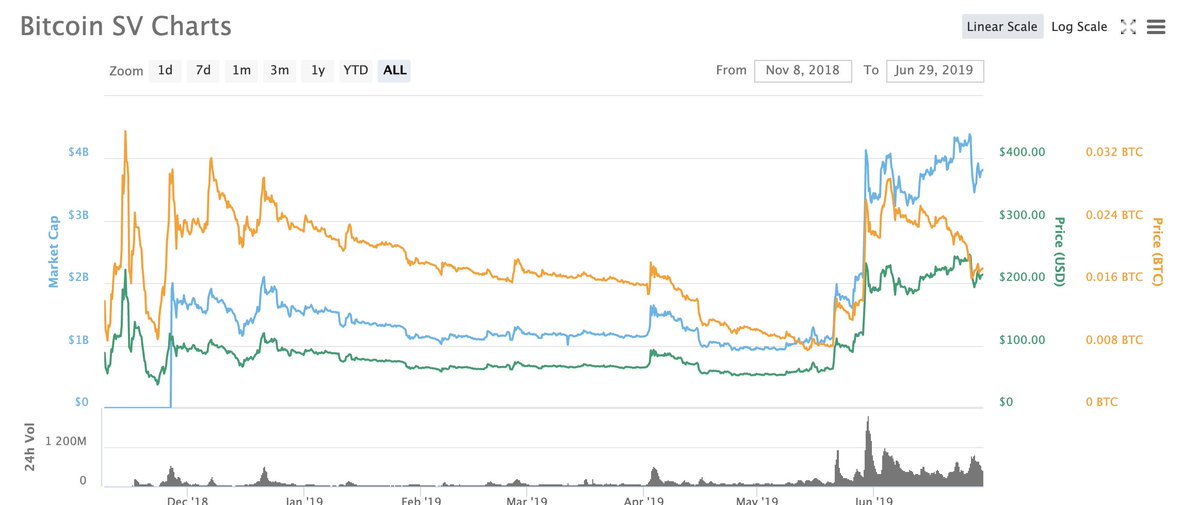 Bitcoin SV Charts
Linear Scale Log Scale
Zoom 1d 7d 1m 3m 1y YTD ALL
From Nov 8, 2018 To Jun 29, 2019
$4B $400.00 0.032 BTC
$3B $300.00 0.024 BTC
Market Cap
Price (USD)
Price (BTC)
$2B $200.00 0.016 BTC
$1B $100.00 0.008 BTC
$0 $0 0 BTC
24h Vol
1 200M
0
Dec '18 Jan '19 Feb '19 Mar '19 Apr '19 May '19 Jun '19